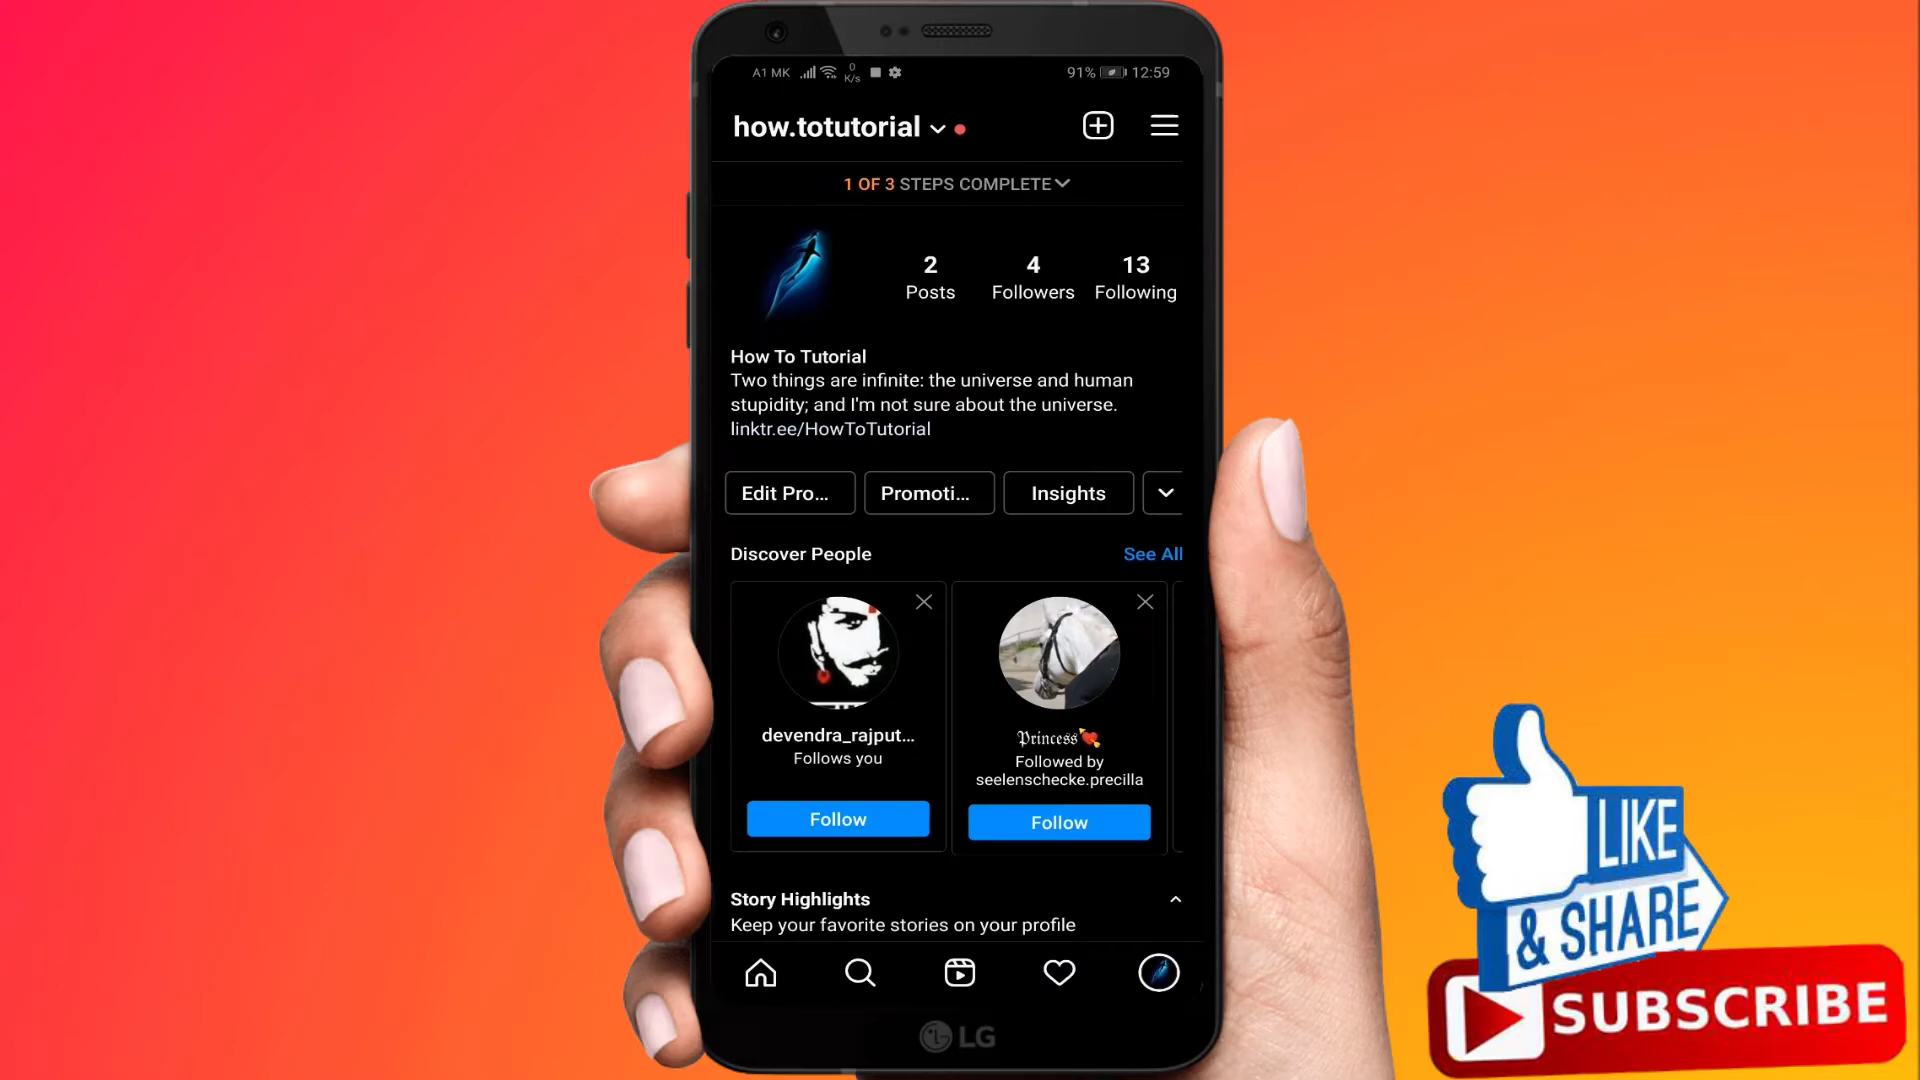 A1 MK
0
K/s
91%
12:59
how.totutorial
1 OF 3 STEPS COMPLETE
2
Posts
4
Followers
13
Following
How To Tutorial
Two things are infinite: the universe and human
stupidity; and I'm not sure about the universe.
linktr.ee/HowToTutorial
Edit Pro...
Promoti...
Insights
Discover People
See All
devendra_rajput...
Follows you
Follow
𝔓𝔯𝔦𝔫𝔠𝔢𝔰𝔰💘
Followed by
seelenschecke.precilla
Follow
Story Highlights
Keep your favorite stories on your profile
LG
LIKE
& SHARE
SUBSCRIBE